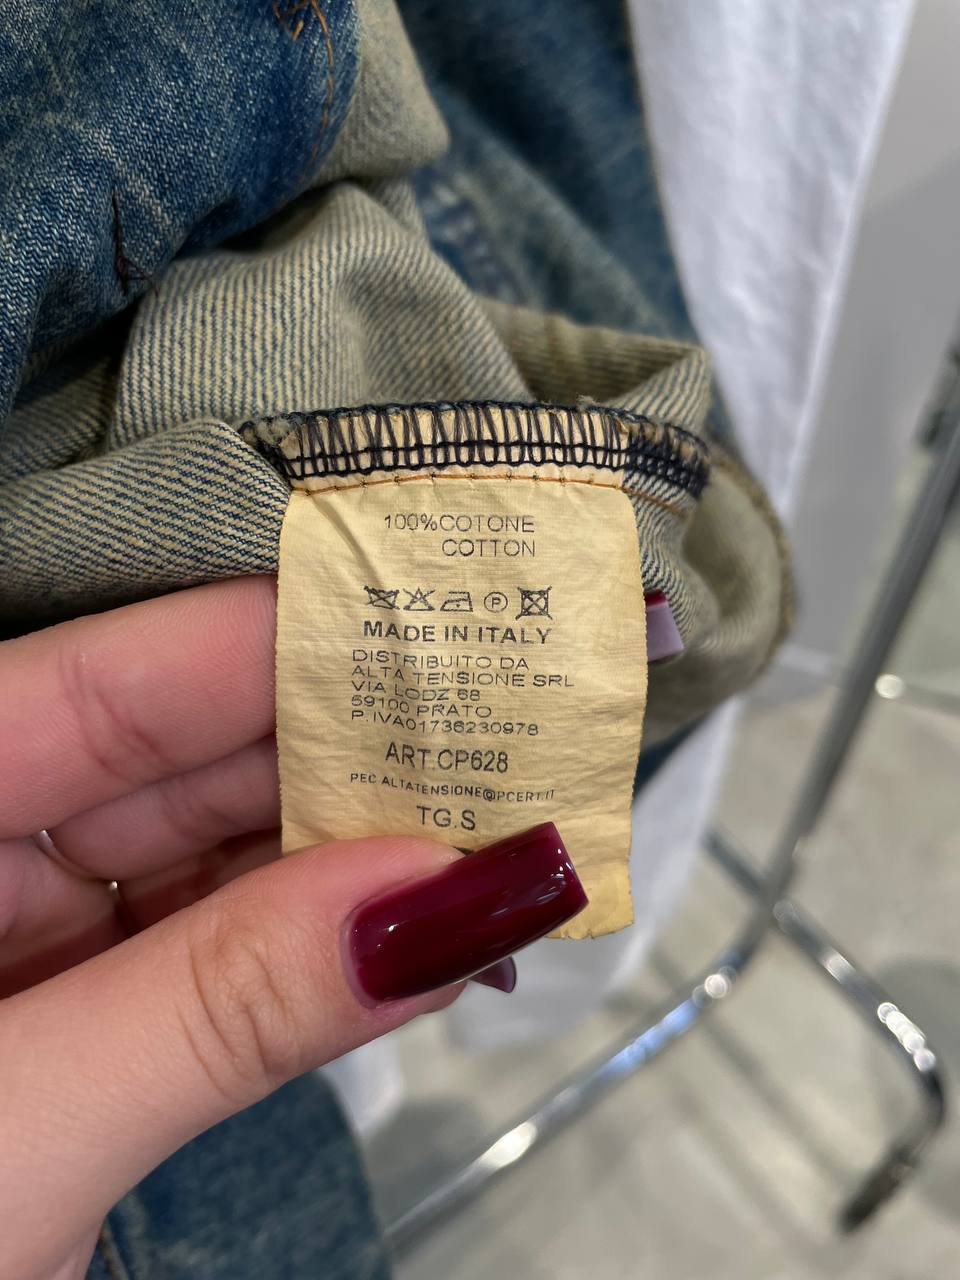 100%COTONE
COTTON
P
MADE IN ITALY
DISTRIBUITO DA
ALTA TENSIONE SRL
VIA LODZ 68
59100 PRATO
P.IVA01736230978
ART.CP628
PEC ALTATENSIONE@PCERT.IT
TG.S